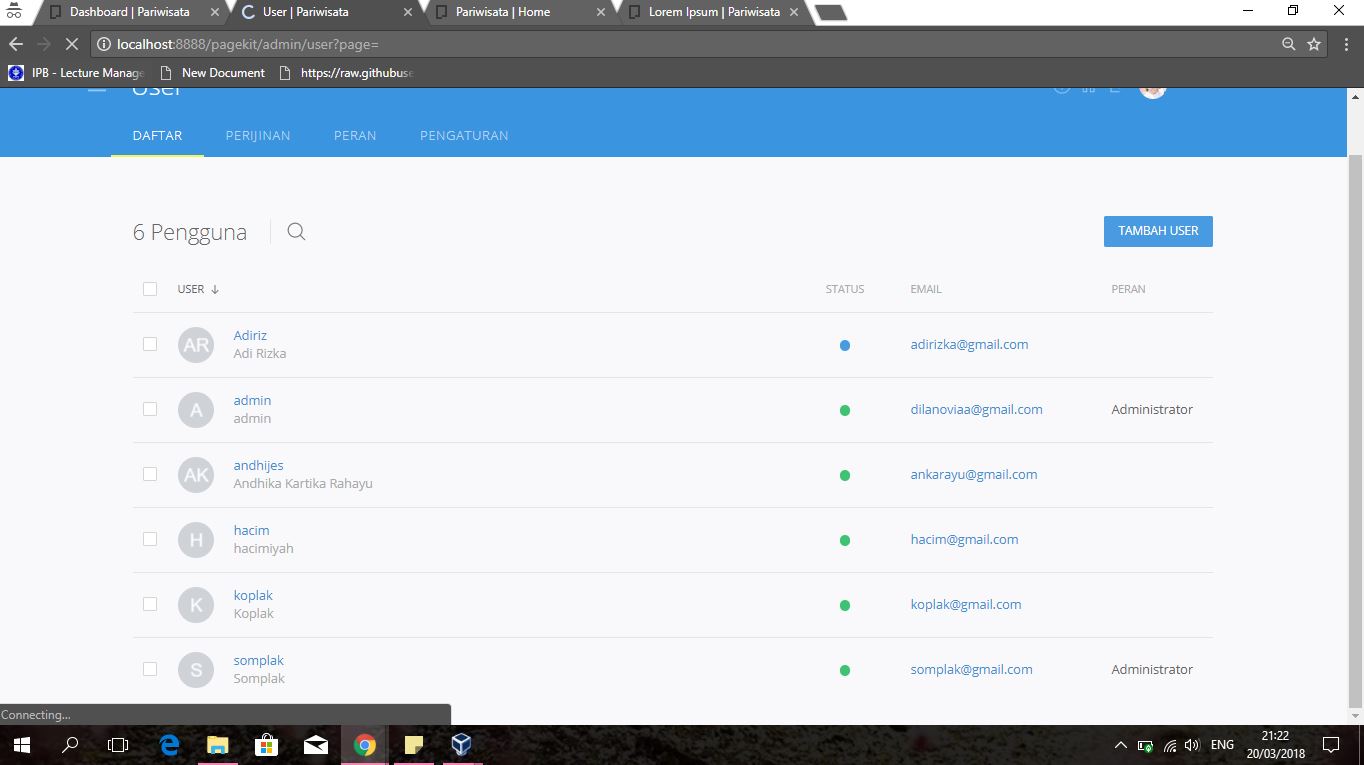 Dashboard | Pariwisata
User | Pariwisata
Pariwisata | Home
Lorem Ipsum | Pariwisata
localhost:8888/pagekit/admin/user?page=
IPB - Lecture Manage
New Document
https://raw.githubuse
User
DAFTAR
PERIJINAN
PERAN
PENGATURAN
6 Pengguna
TAMBAH USER
USER
STATUS
EMAIL
PERAN
AR
Adiriz
Adi Rizka
adirizka@gmail.com
A
admin
admin
dilanoviaa@gmail.com
Administrator
AK
andhijes
Andhika Kartika Rahayu
ankarayu@gmail.com
H
hacim
hacimiyah
hacim@gmail.com
K
koplak
Koplak
koplak@gmail.com
S
somplak
Somplak
somplak@gmail.com
Administrator
Connecting...
ENG
21:22
20/03/2018